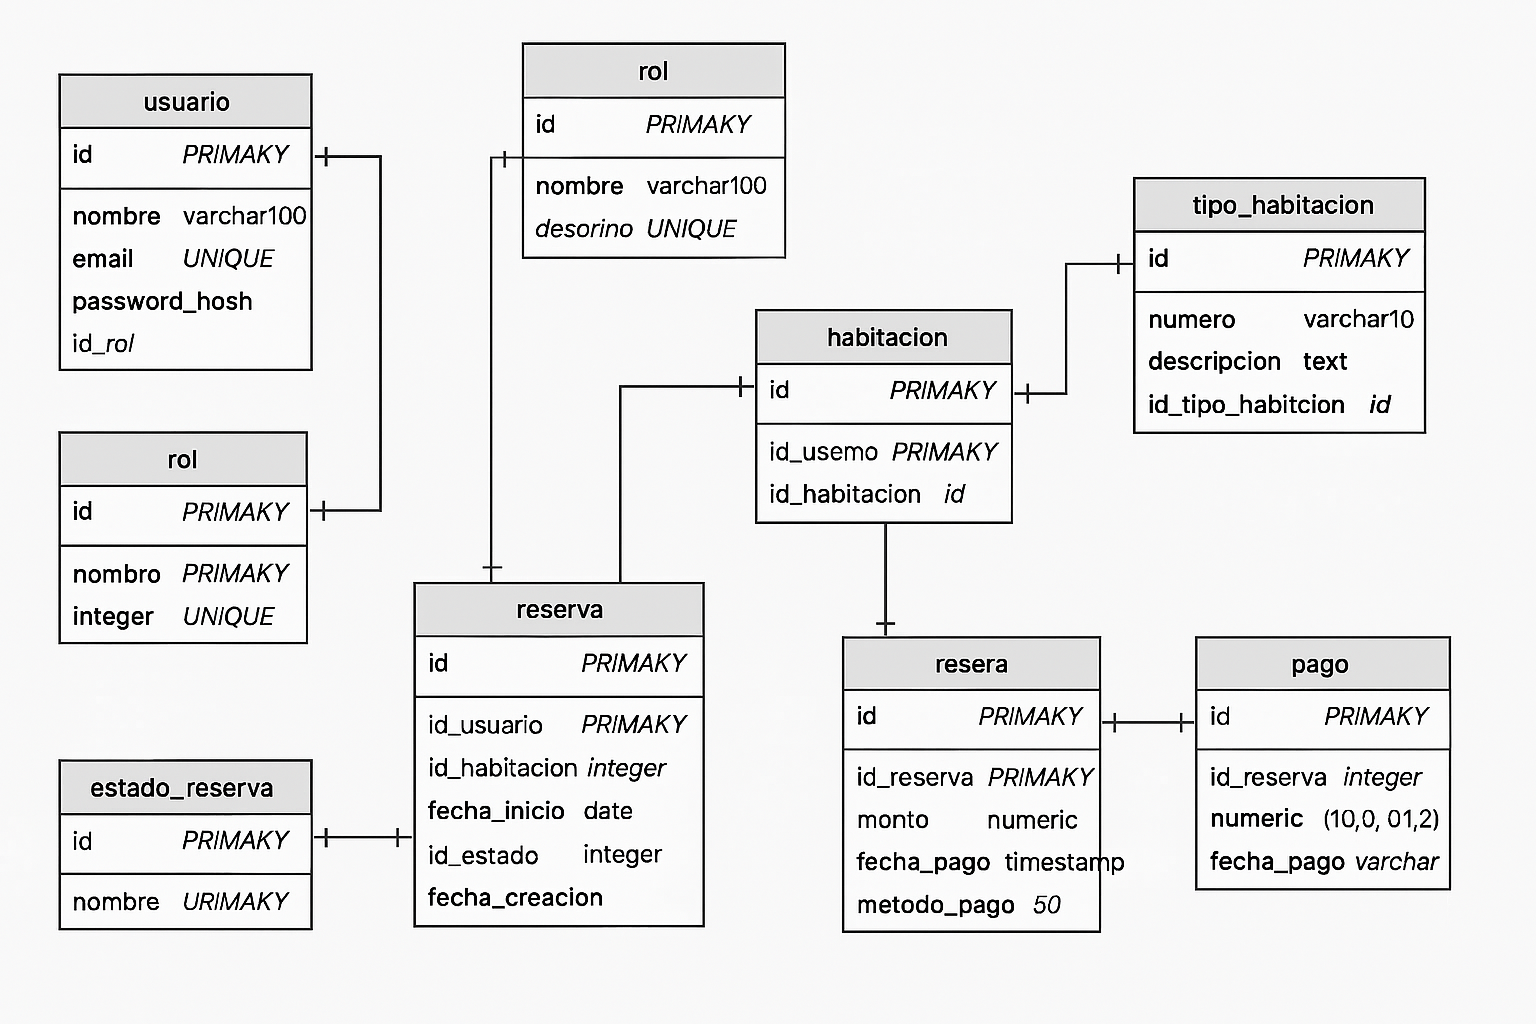 usuario
id PRIMAKY
nombre varchar100
email UNIQUE
password_hosh
id_rol
rol
id PRIMAKY
nombre varchar100
desorino UNIQUE
tipo_habitacion
id PRIMAKY
numero varchar10
descripcion text
id_tipo_habitcion id
habitacion
id PRIMAKY
id_usemo PRIMAKY
id_habitacion id
rol
id PRIMAKY
nombro PRIMAKY
integer UNIQUE
reserva
id PRIMAKY
id_usuario PRIMAKY
id_habitacion integer
fecha_inicio date
id_estado integer
fecha_creacion
estado_reserva
id PRIMAKY
nombre URIMAKY
resera
id PRIMAKY
id_reserva PRIMAKY
monto numeric
fecha_pago timestamp
metodo_pago 50
pago
id PRIMAKY
id_reserva integer
numeric (10,0, 01,2)
fecha_pago varchar